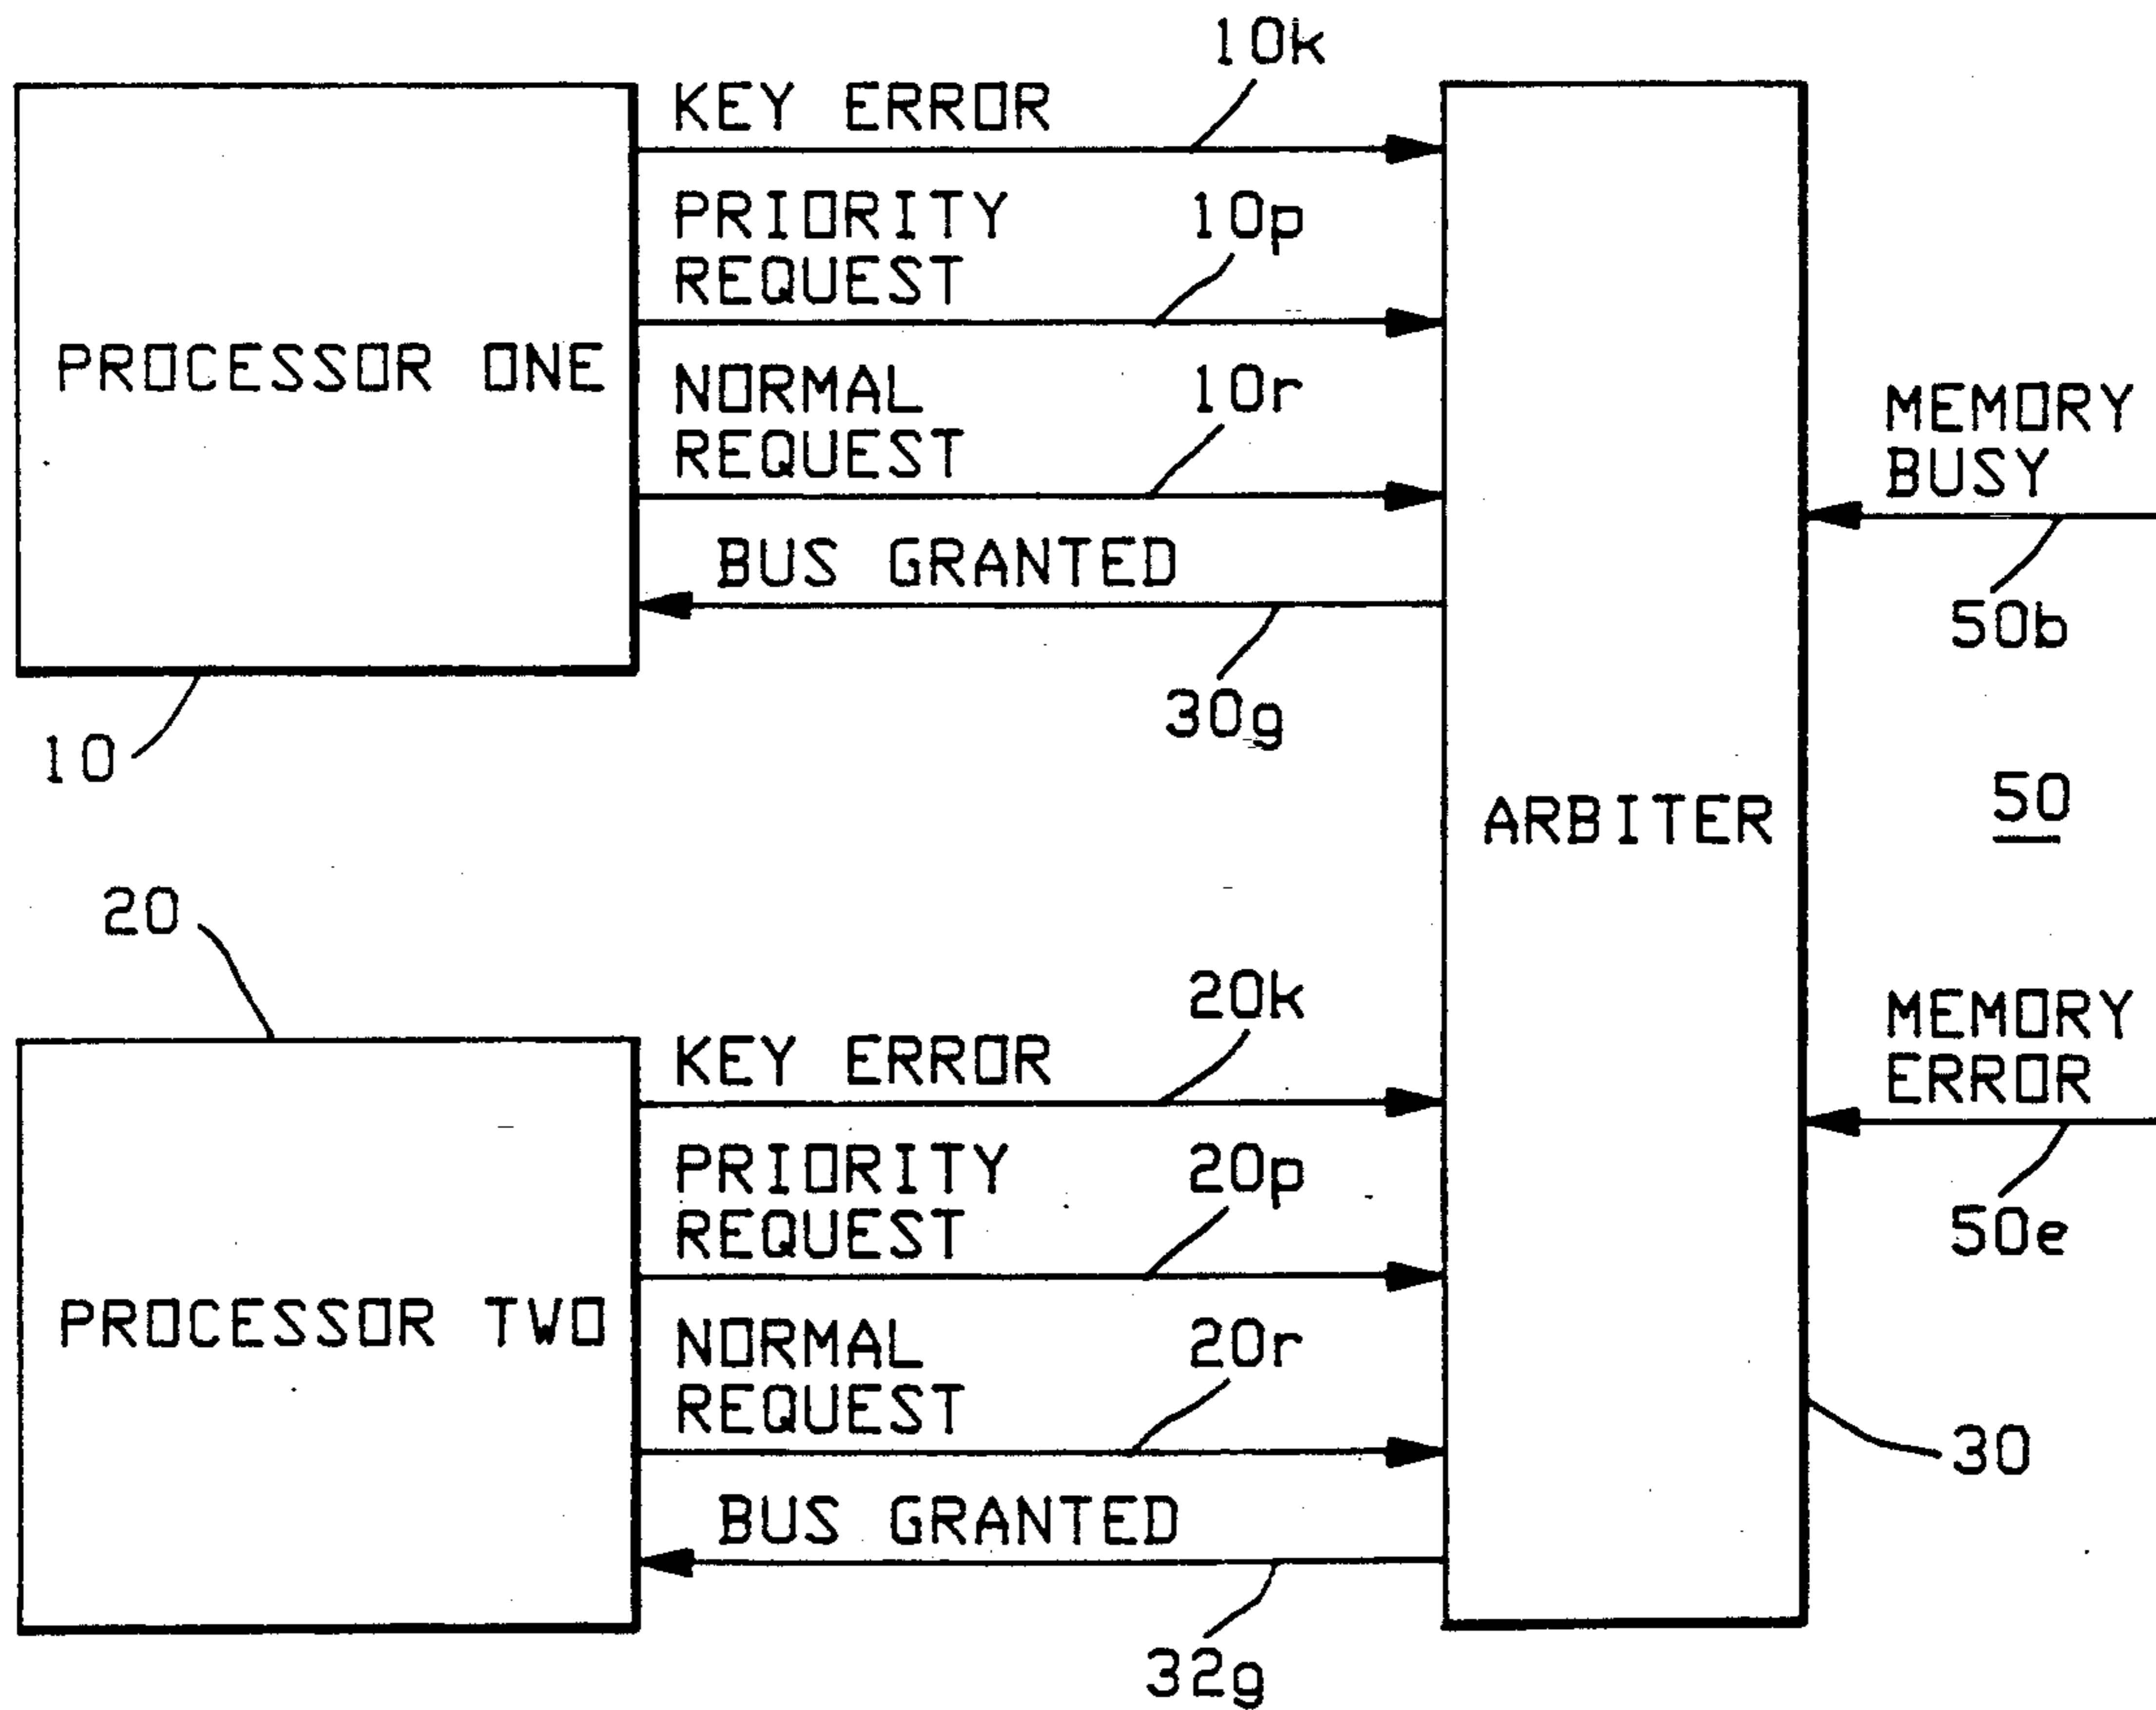 10k
KEY ERROR
PRIORITY
REQUEST
10p
PROCESSOR ONE
NORMAL
REQUEST
10r
BUS GRANTED
30g
10
MEMORY
BUSY
50b
50
ARBITER
20
20k
KEY ERROR
PRIORITY
REQUEST
20p
MEMORY
ERROR
50e
PROCESSOR TWO
NORMAL
REQUEST
20r
30
BUS GRANTED
32g